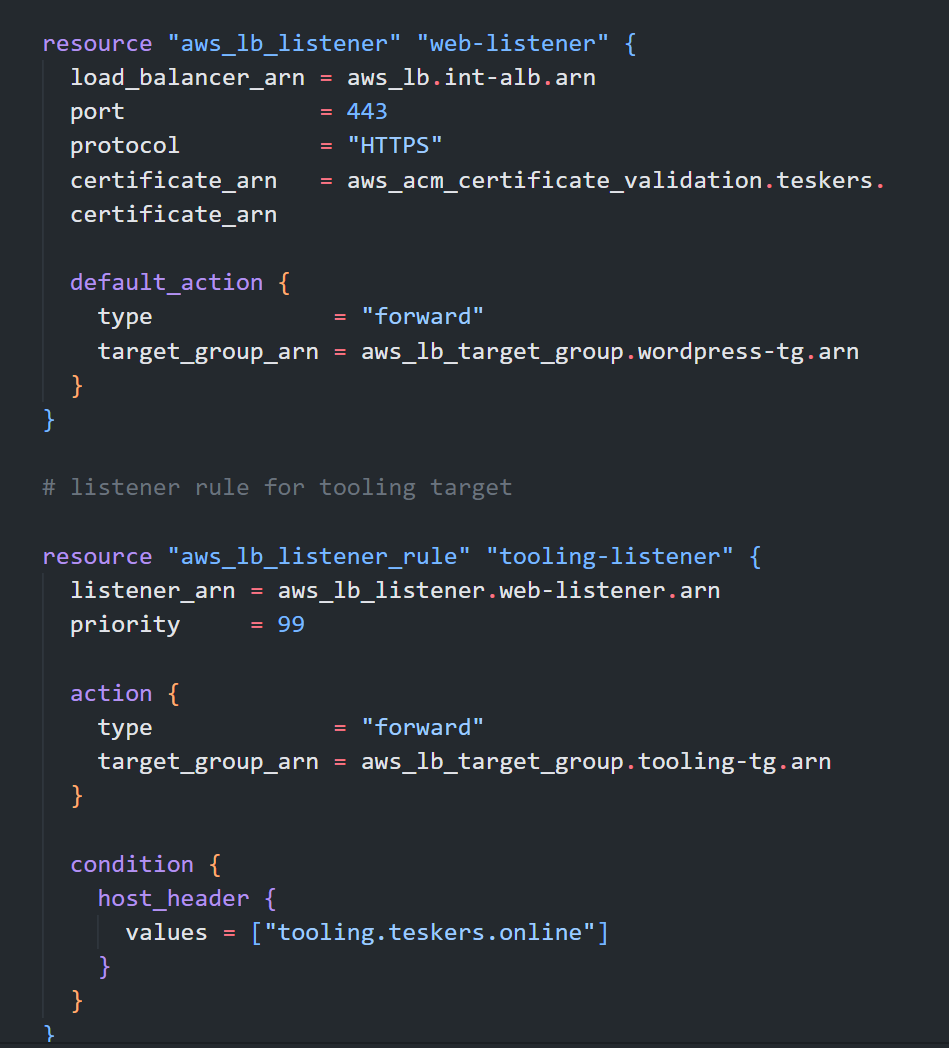 resource "aws_lb_listener" "web-listener" {
  load_balancer_arn = aws_lb.int-alb.arn
  port              = 443
  protocol          = "HTTPS"
  certificate_arn   = aws_acm_certificate_validation.teskers.
  certificate_arn

  default_action {
    type             = "forward"
    target_group_arn = aws_lb_target_group.wordpress-tg.arn
  }
}

# listener rule for tooling target

resource "aws_lb_listener_rule" "tooling-listener" {
  listener_arn = aws_lb_listener.web-listener.arn
  priority     = 99

  action {
    type             = "forward"
    target_group_arn = aws_lb_target_group.tooling-tg.arn
  }

  condition {
    host_header {
      values = ["tooling.teskers.online"]
    }
  }
}